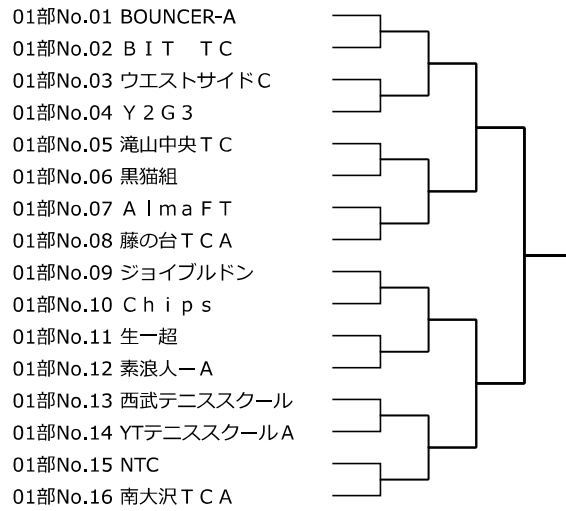 01部No.01 BOUNCER-A
01部No.02 ＢＩＴ　ＴＣ
01部No.03 ウエストサイドＣ
01部No.04 Ｙ２Ｇ３
01部No.05 滝山中央ＴＣ
01部No.06 黒猫組
01部No.07 ＡｌｍａＦＴ
01部No.08 藤の台ＴＣＡ
01部No.09 ジョイブルドン
01部No.10 Ｃｈｉｐｓ
01部No.11 生一超
01部No.12 素浪人ーＡ
01部No.13 西武テニススクール
01部No.14 YTテニススクールＡ
01部No.15 NTC
01部No.16 南大沢ＴＣＡ